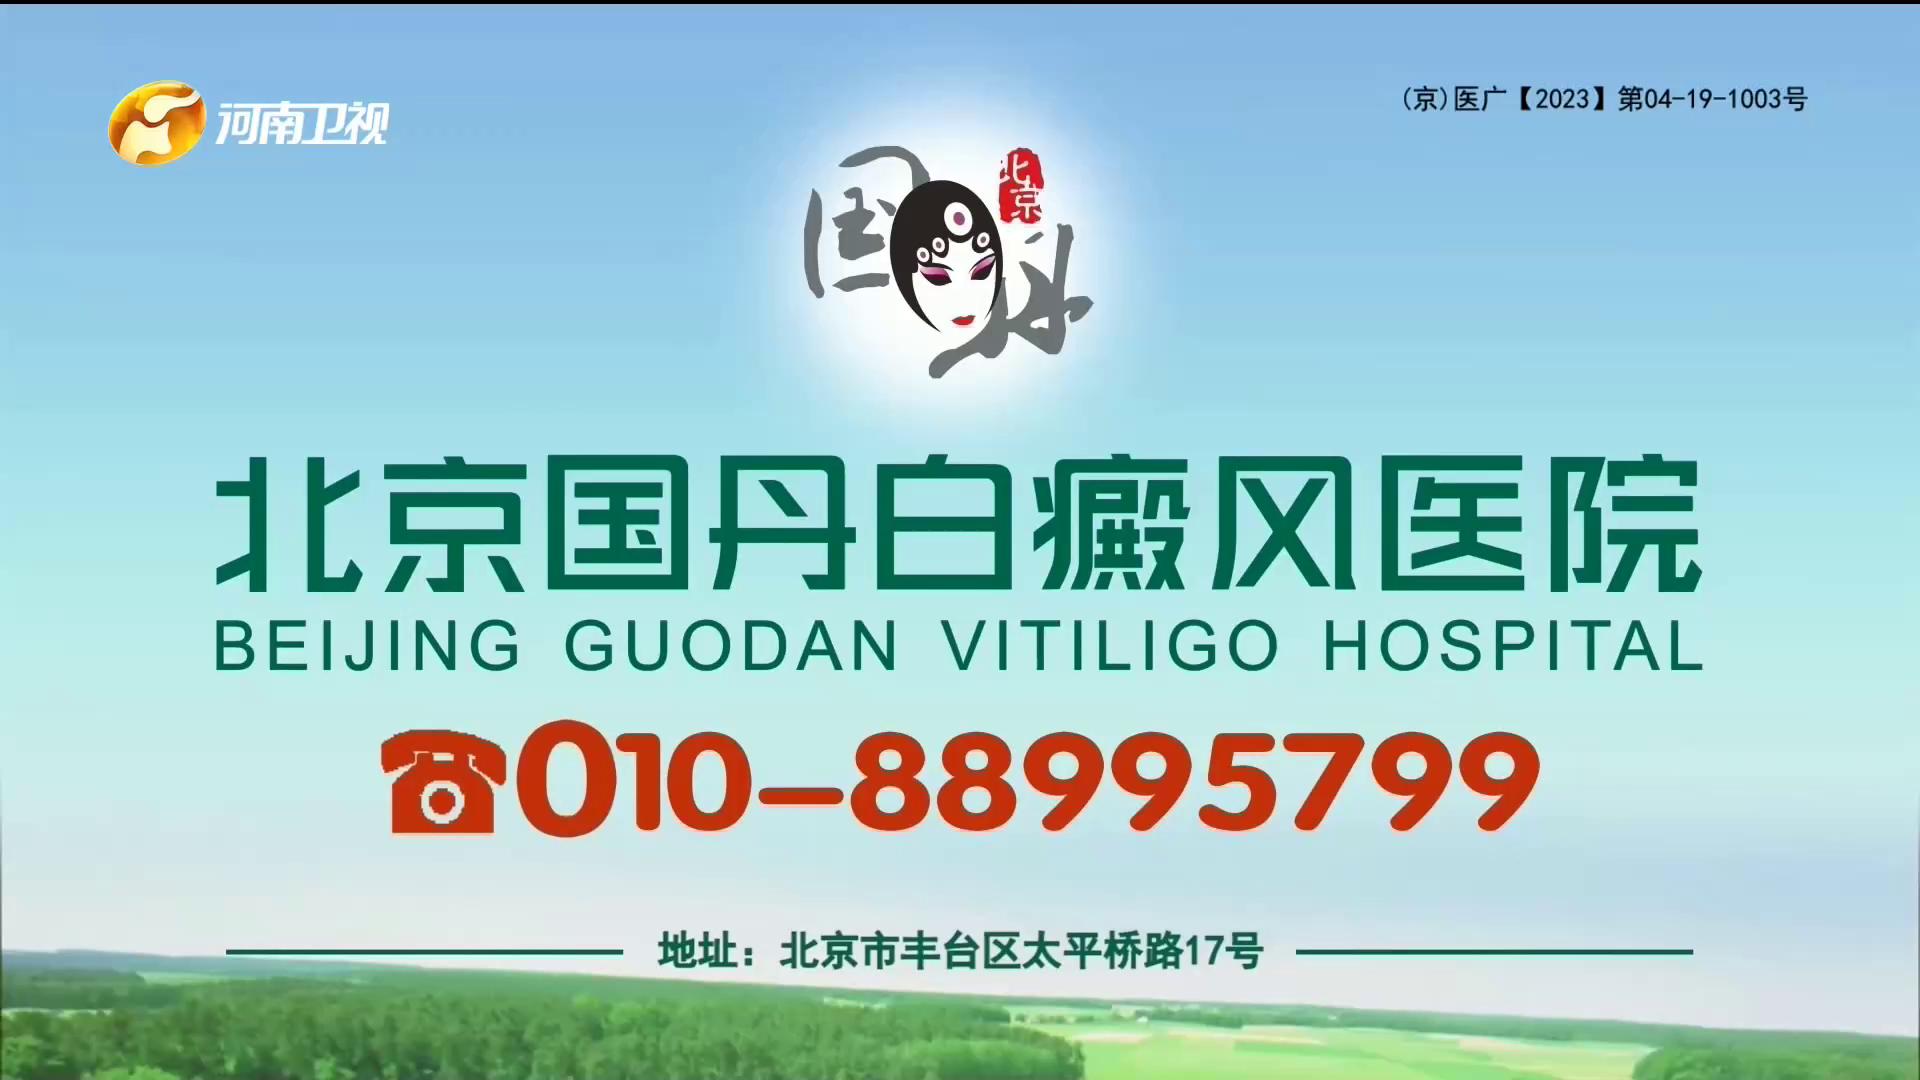 河南卫视
(京)医广【2023】第04-19-1003号
国丹
北京
北京国丹白癜风医院
BEIJING GUODAN VITILIGO HOSPITAL
☎010-88995799
地址：北京市丰台区太平桥路17号